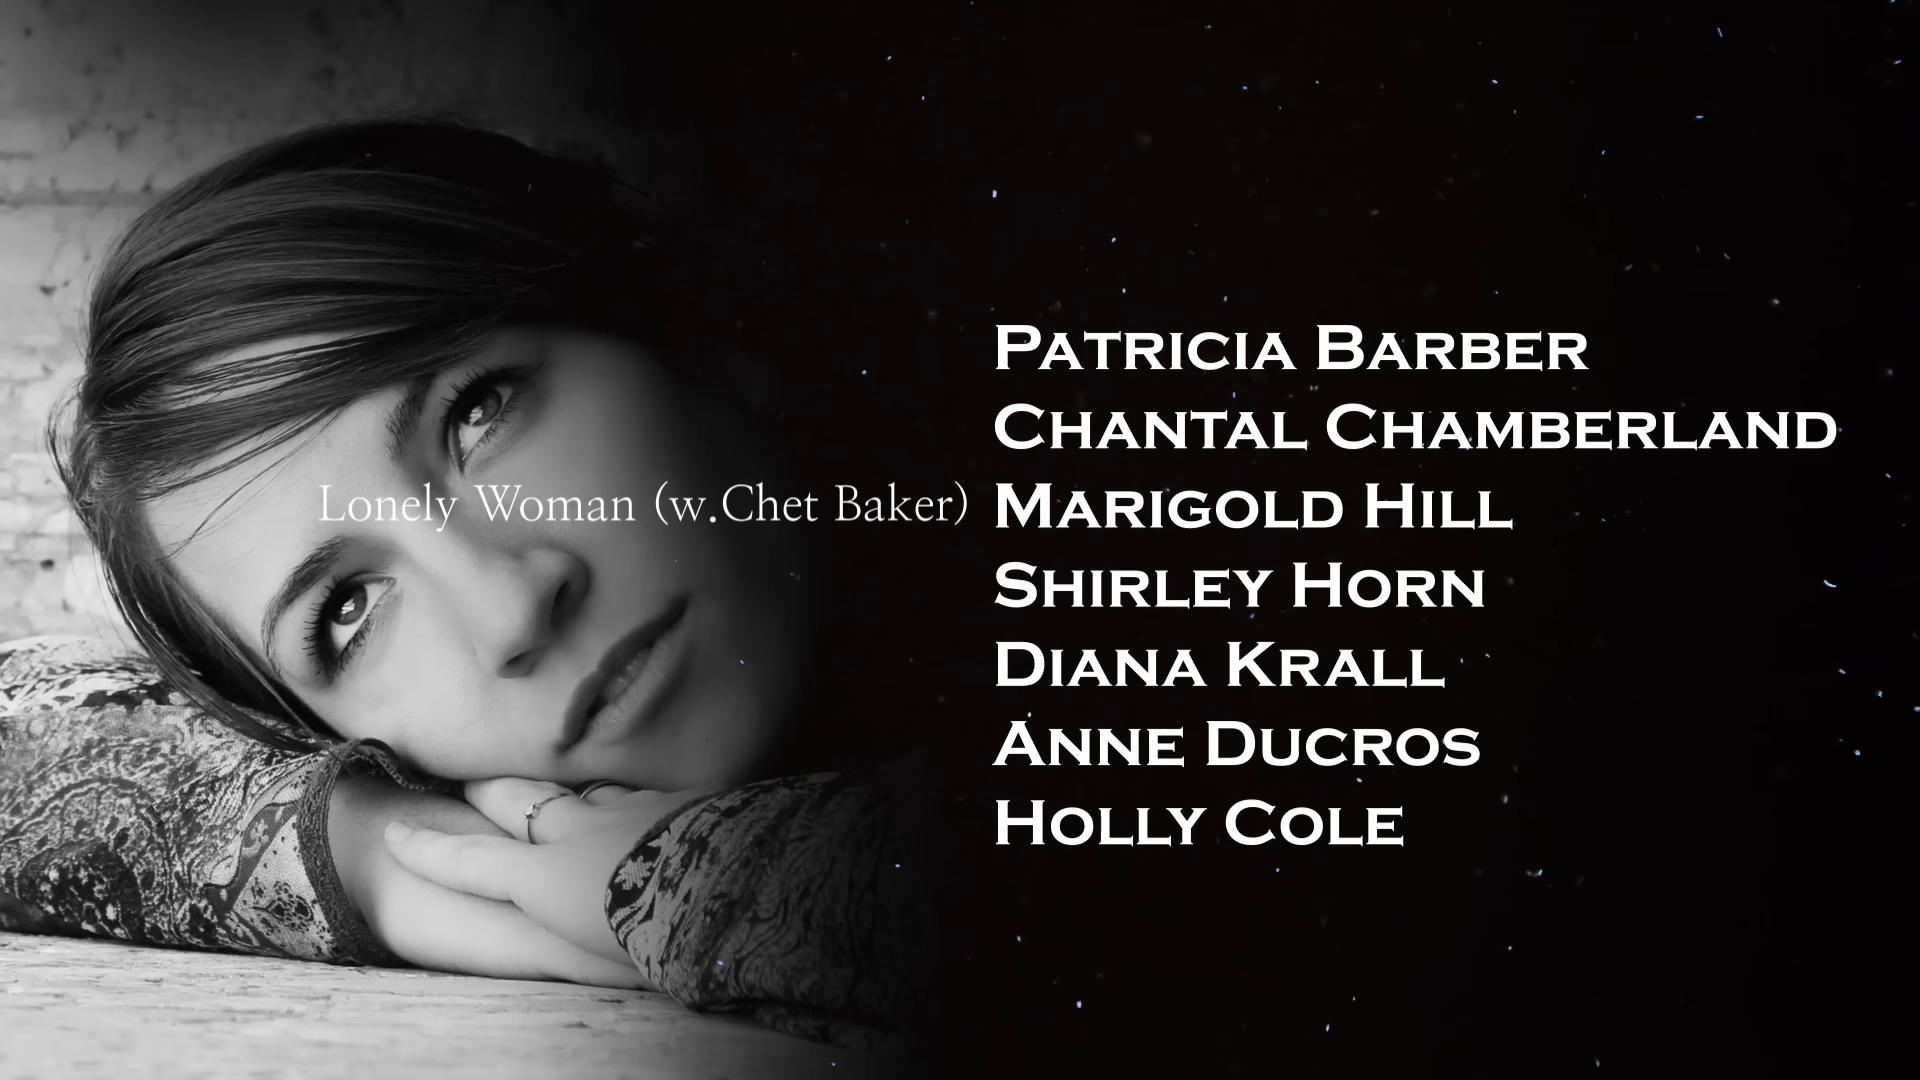 Patricia Barber
Chantal Chamberland
Lonely Woman (w.Chet Baker) Marigold Hill
Shirley Horn
Diana Krall
Anne Ducros
Holly Cole